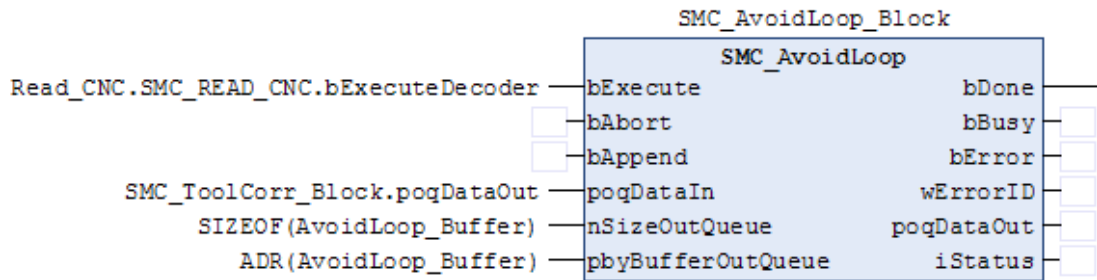 SMC_AvoidLoop_Block
SMC_AvoidLoop
Read_CNC.SMC_READ_CNC.bExecuteDecoder bExecute bDone
bAbort bBusy
bAppend bError
SMC_ToolCorr_Block.poqDataOut poqDataIn wErrorID
SIZEOF(AvoidLoop_Buffer) nSizeOutQueue poqDataOut
ADR(AvoidLoop_Buffer) pbyBufferOutQueue iStatus